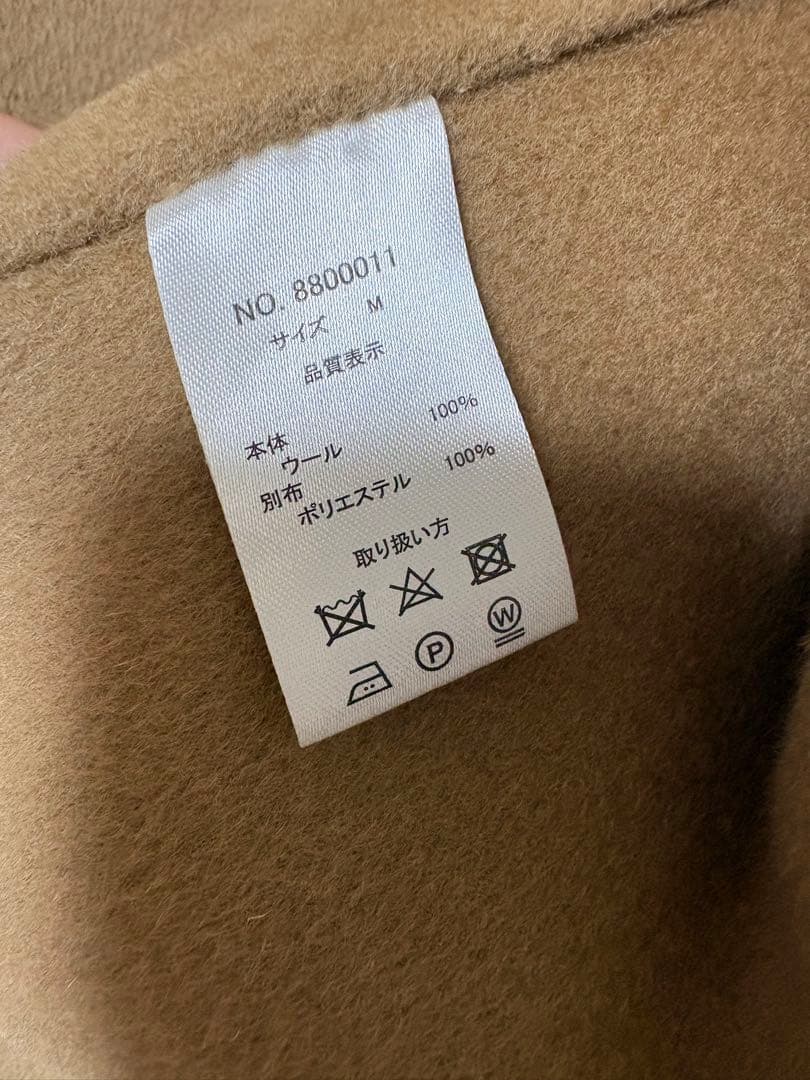 NO. 8800011
サイズ M
品質表示
本体
ウール 100%
別布
ポリエステル 100%
取り扱い方
P W